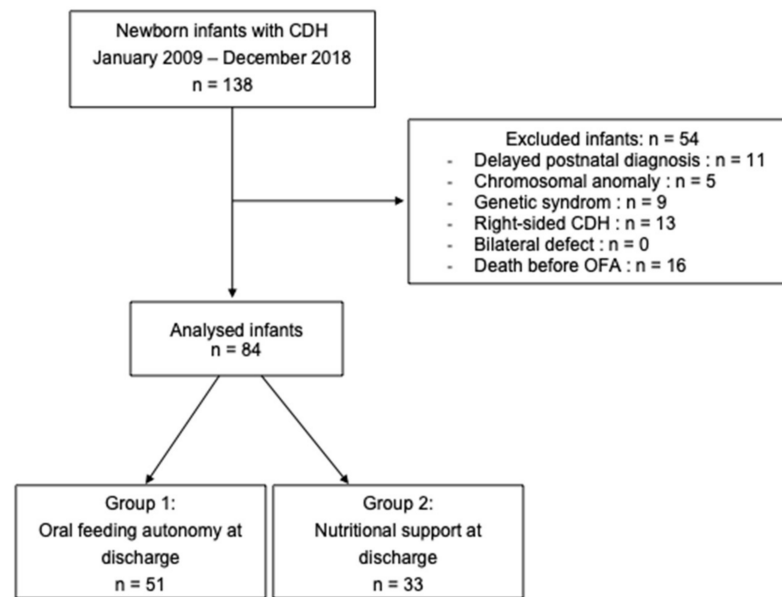 Newborn infants with CDH
January 2009 – December 2018
n = 138
Excluded infants: n = 54
- Delayed postnatal diagnosis : n = 11
- Chromosomal anomaly : n = 5
- Genetic syndrom : n = 9
- Right-sided CDH : n = 13
- Bilateral defect : n = 0
- Death before OFA : n = 16
Analysed infants
n = 84
Group 1:
Oral feeding autonomy at
discharge
n = 51
Group 2:
Nutritional support at
discharge
n = 33